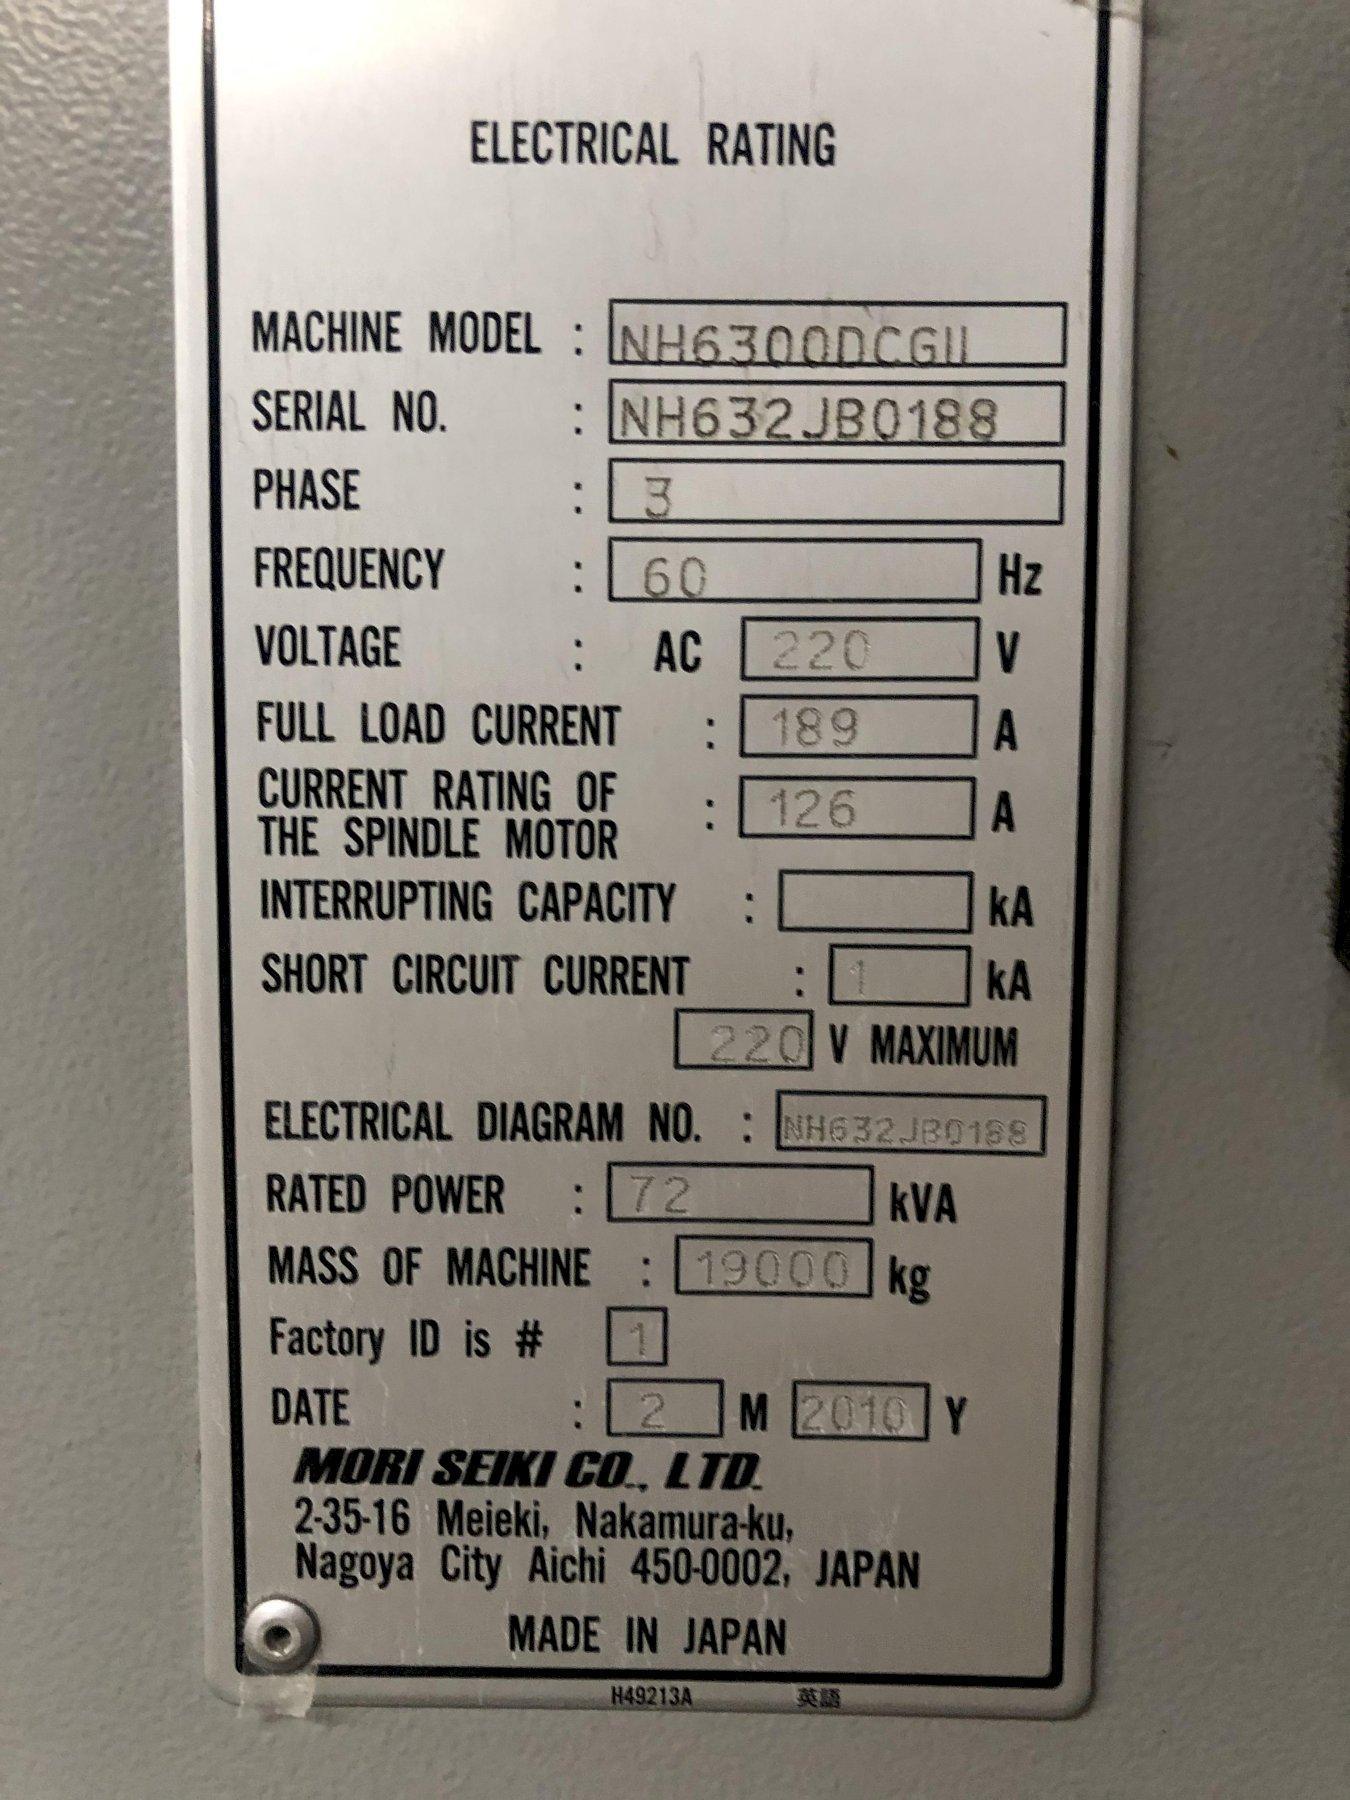 ELECTRICAL RATING
MACHINE MODEL : NH6300DCGII
SERIAL NO. : NH632JB0188
PHASE : 3
FREQUENCY : 60 Hz
VOLTAGE : AC 220 V
FULL LOAD CURRENT : 189 A
CURRENT RATING OF
THE SPINDLE MOTOR : 126 A
INTERRUPTING CAPACITY : kA
SHORT CIRCUIT CURRENT : 1 kA
220 V MAXIMUM
ELECTRICAL DIAGRAM NO. : NH632JB0188
RATED POWER : 72 kVA
MASS OF MACHINE : 19000 kg
Factory ID is # 1
DATE : 2 M 2010 Y
MORI SEIKI CO., LTD.
2-35-16 Meieki, Nakamura-ku,
Nagoya City Aichi 450-0002, JAPAN
MADE IN JAPAN
H49213A 英語